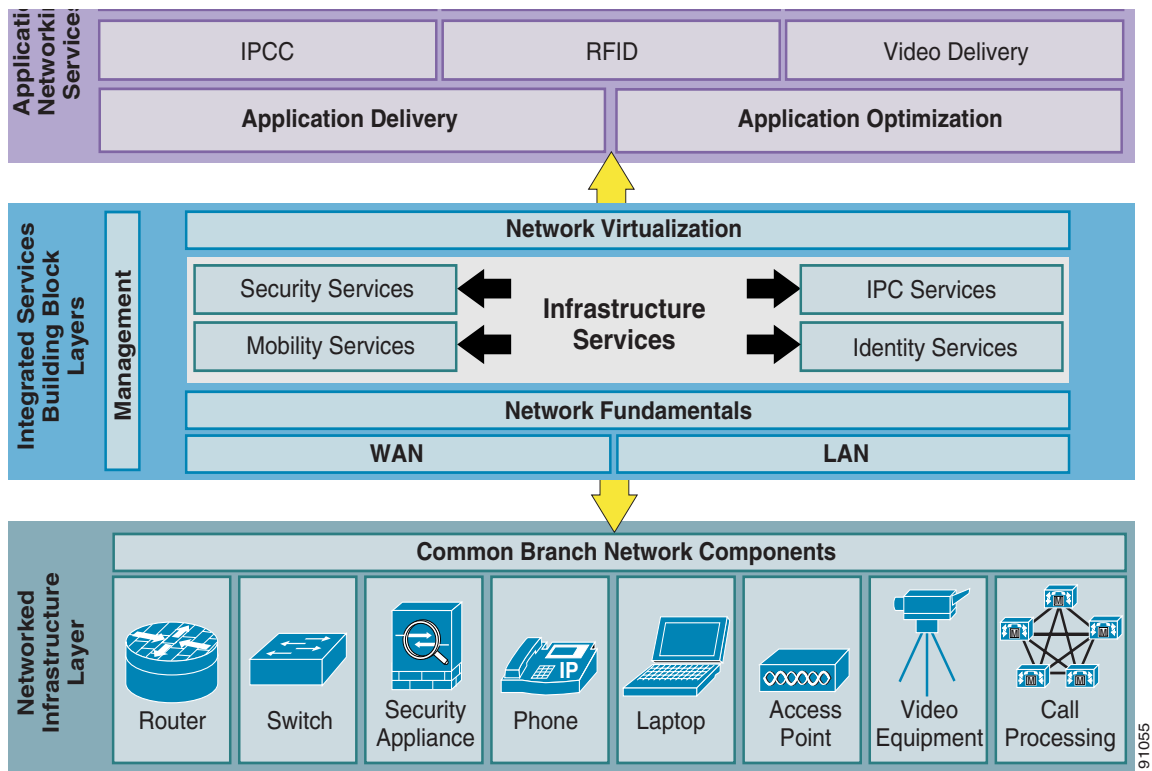 Networking
Services
IPCC
RFID
Video Delivery
Application Delivery
Application Optimization
Integrated Services
Building Block
Layers
Management
Network Virtualization
Security Services
Infrastructure
Services
IPC Services
Mobility Services
Identity Services
Network Fundamentals
WAN
LAN
Networked
Infrastructure
Layer
Common Branch Network Components
Router
Switch
Security
Appliance
IP
Phone
Laptop
Access
Point
Video
Equipment
M
M
M
M
M
Call
Processing
91055